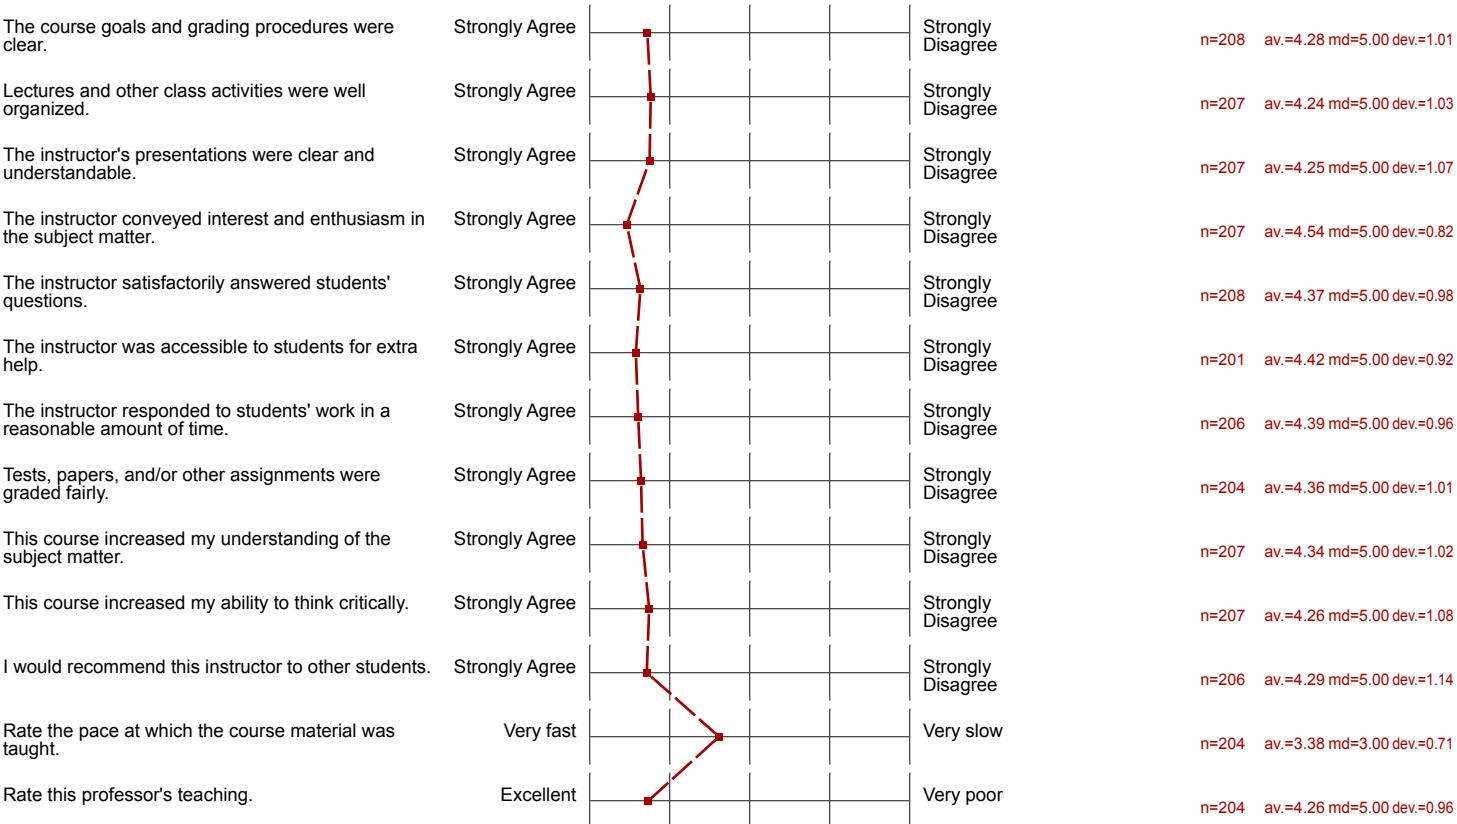 The course goals and grading procedures were
clear.
Strongly Agree
Strongly
Disagree
n=208 av.=4.28 md=5.00 dev.=1.01
Lectures and other class activities were well
organized.
Strongly Agree
Strongly
Disagree
n=207 av.=4.24 md=5.00 dev.=1.03
The instructor's presentations were clear and
understandable.
Strongly Agree
Strongly
Disagree
n=207 av.=4.25 md=5.00 dev.=1.07
The instructor conveyed interest and enthusiasm in
the subject matter.
Strongly Agree
Strongly
Disagree
n=207 av.=4.54 md=5.00 dev.=0.82
The instructor satisfactorily answered students'
questions.
Strongly Agree
Strongly
Disagree
n=208 av.=4.37 md=5.00 dev.=0.98
The instructor was accessible to students for extra
help.
Strongly Agree
Strongly
Disagree
n=201 av.=4.42 md=5.00 dev.=0.92
The instructor responded to students' work in a
reasonable amount of time.
Strongly Agree
Strongly
Disagree
n=206 av.=4.39 md=5.00 dev.=0.96
Tests, papers, and/or other assignments were
graded fairly.
Strongly Agree
Strongly
Disagree
n=204 av.=4.36 md=5.00 dev.=1.01
This course increased my understanding of the
subject matter.
Strongly Agree
Strongly
Disagree
n=207 av.=4.34 md=5.00 dev.=1.02
This course increased my ability to think critically.
Strongly Agree
Strongly
Disagree
n=207 av.=4.26 md=5.00 dev.=1.08
I would recommend this instructor to other students.
Strongly Agree
Strongly
Disagree
n=206 av.=4.29 md=5.00 dev.=1.14
Rate the pace at which the course material was
taught.
Very fast
Very slow
n=204 av.=3.38 md=3.00 dev.=0.71
Rate this professor's teaching.
Excellent
Very poor
n=204 av.=4.26 md=5.00 dev.=0.96